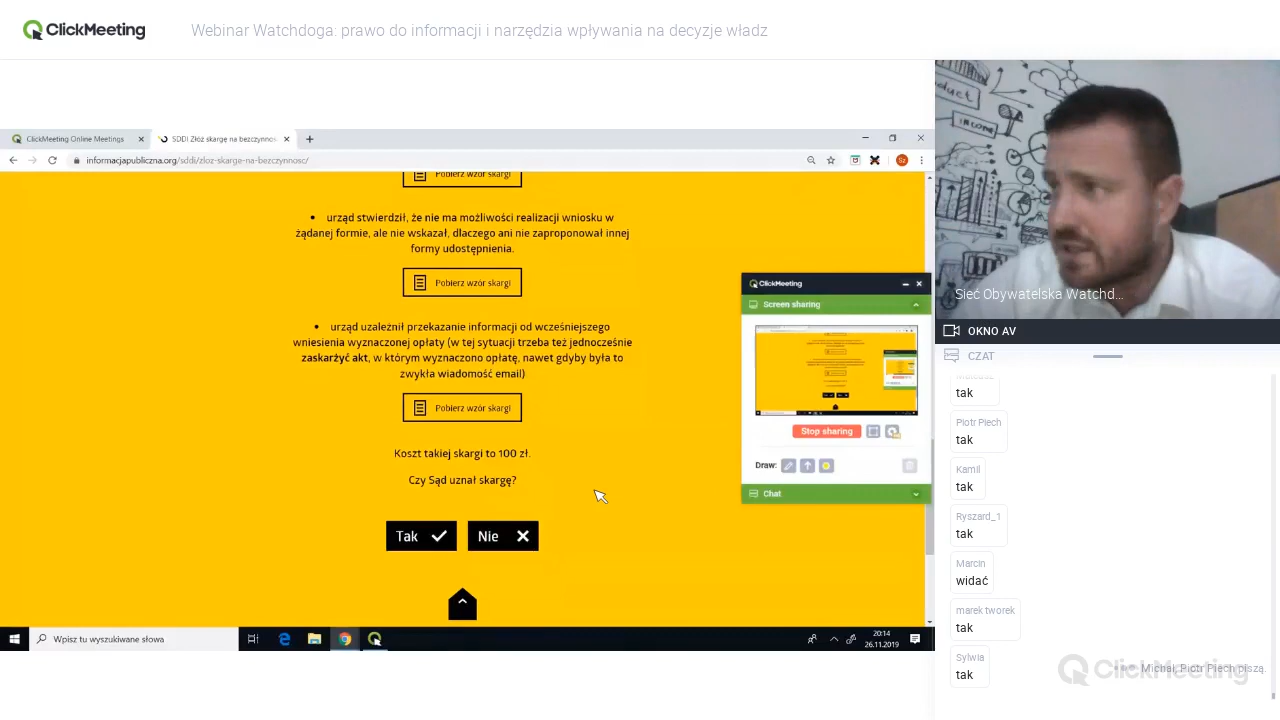 ClickMeeting
Webinar Watchdoga: prawo do informacji i narzędzia wpływania na decyzje władz
ClickMeeting Online Meetings
SDDI Złóż skargę na bezczynnoś
informacjapubliczna.org/sddi/zloz-skarge-na-bezczynnosc/
Sz
Pobierz wzór skargi
• urząd stwierdził, że nie ma możliwości realizacji wniosku w
żądanej formie, ale nie wskazał, dlaczego ani nie zaproponował innej
formy udostępnienia.
Pobierz wzór skargi
• urząd uzależnił przekazanie informacji od wcześniejszego
wniesienia wyznaczonej opłaty (w tej sytuacji trzeba też jednocześnie
zaskarżyć akt, w którym wyznaczono opłatę, nawet gdyby była to
zwykła wiadomość email)
Pobierz wzór skargi
Koszt takiej skargi to 100 zł.
Czy Sąd uznał skargę?
Tak
Nie
ClickMeeting
Screen sharing
Stop sharing
Draw:
Chat
Wpisz tu wyszukiwane słowa
20:14
26.11.2019
product
INCOME
Sieć Obywatelska Watchd...
OKNO AV
CZAT
tak
Piotr Piech
tak
Kamil
tak
Ryszard_1
tak
Marcin
widać
marek tworek
tak
Sylwia
tak
ClickMeeting
Michał, Piotr Piech piszą.